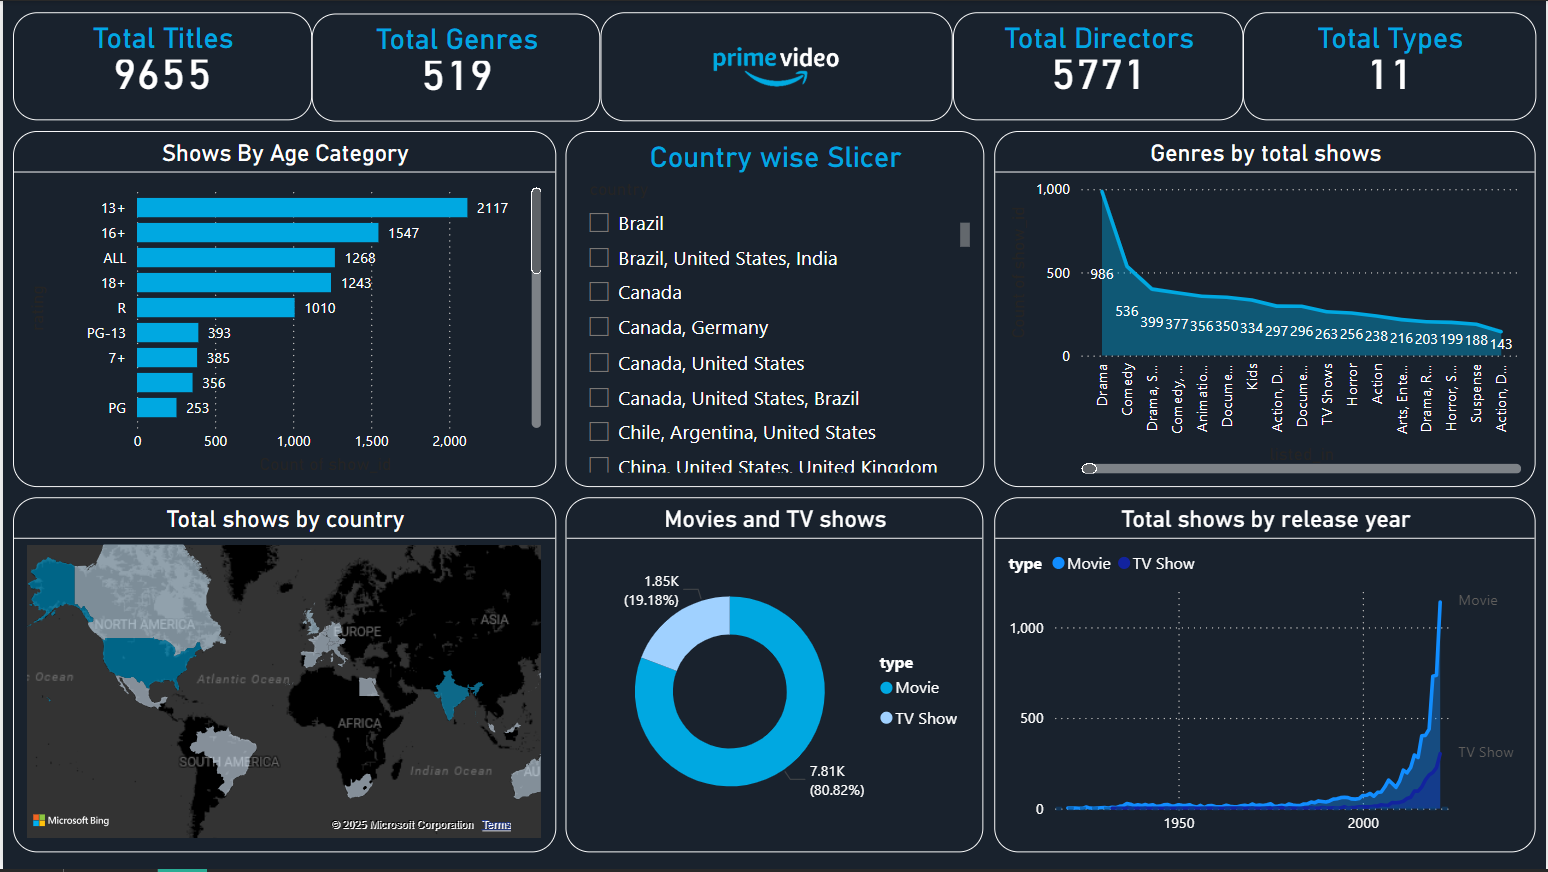 Total Titles
9655
Total Genres
519
prime video
Total Directors
5771
Total Types
11
Shows By Age Category
13+ 2117
16+ 1547
ALL 1268
18+ 1243
R 1010
PG-13 393
7+ 385
356
PG 253
0 500 1,000 1,500 2,000
Country wise Slicer
Brazil
Brazil, United States, India
Canada
Canada, Germany
Canada, United States
Canada, United States, Brazil
Chile, Argentina, United States
China, United States, United Kingdom
Genres by total shows
1,000
500
0
986 536 399 377 356 350 334 297 296 263 256 238 216 203 199 188 143
Drama
Comedy
Drama, S...
Comedy, ...
Animatio...
Docume...
Kids
Action, D...
Docume...
TV Shows
Horror
Action
Arts, Ente...
Drama, R...
Horror, S...
Suspense
Action, D...
Total shows by country
NORTH AMERICA
EUROPE
ASIA
c Ocean
Atlantic Ocean
AFRICA
SOUTH AMERICA
Indian Ocean
AU
Microsoft Bing
© 2025 Microsoft Corporation Terms
Movies and TV shows
1.85K
(19.18%)
type
Movie
TV Show
7.81K
(80.82%)
Total shows by release year
type Movie TV Show
Movie
1,000
500
TV Show
0
1950 2000